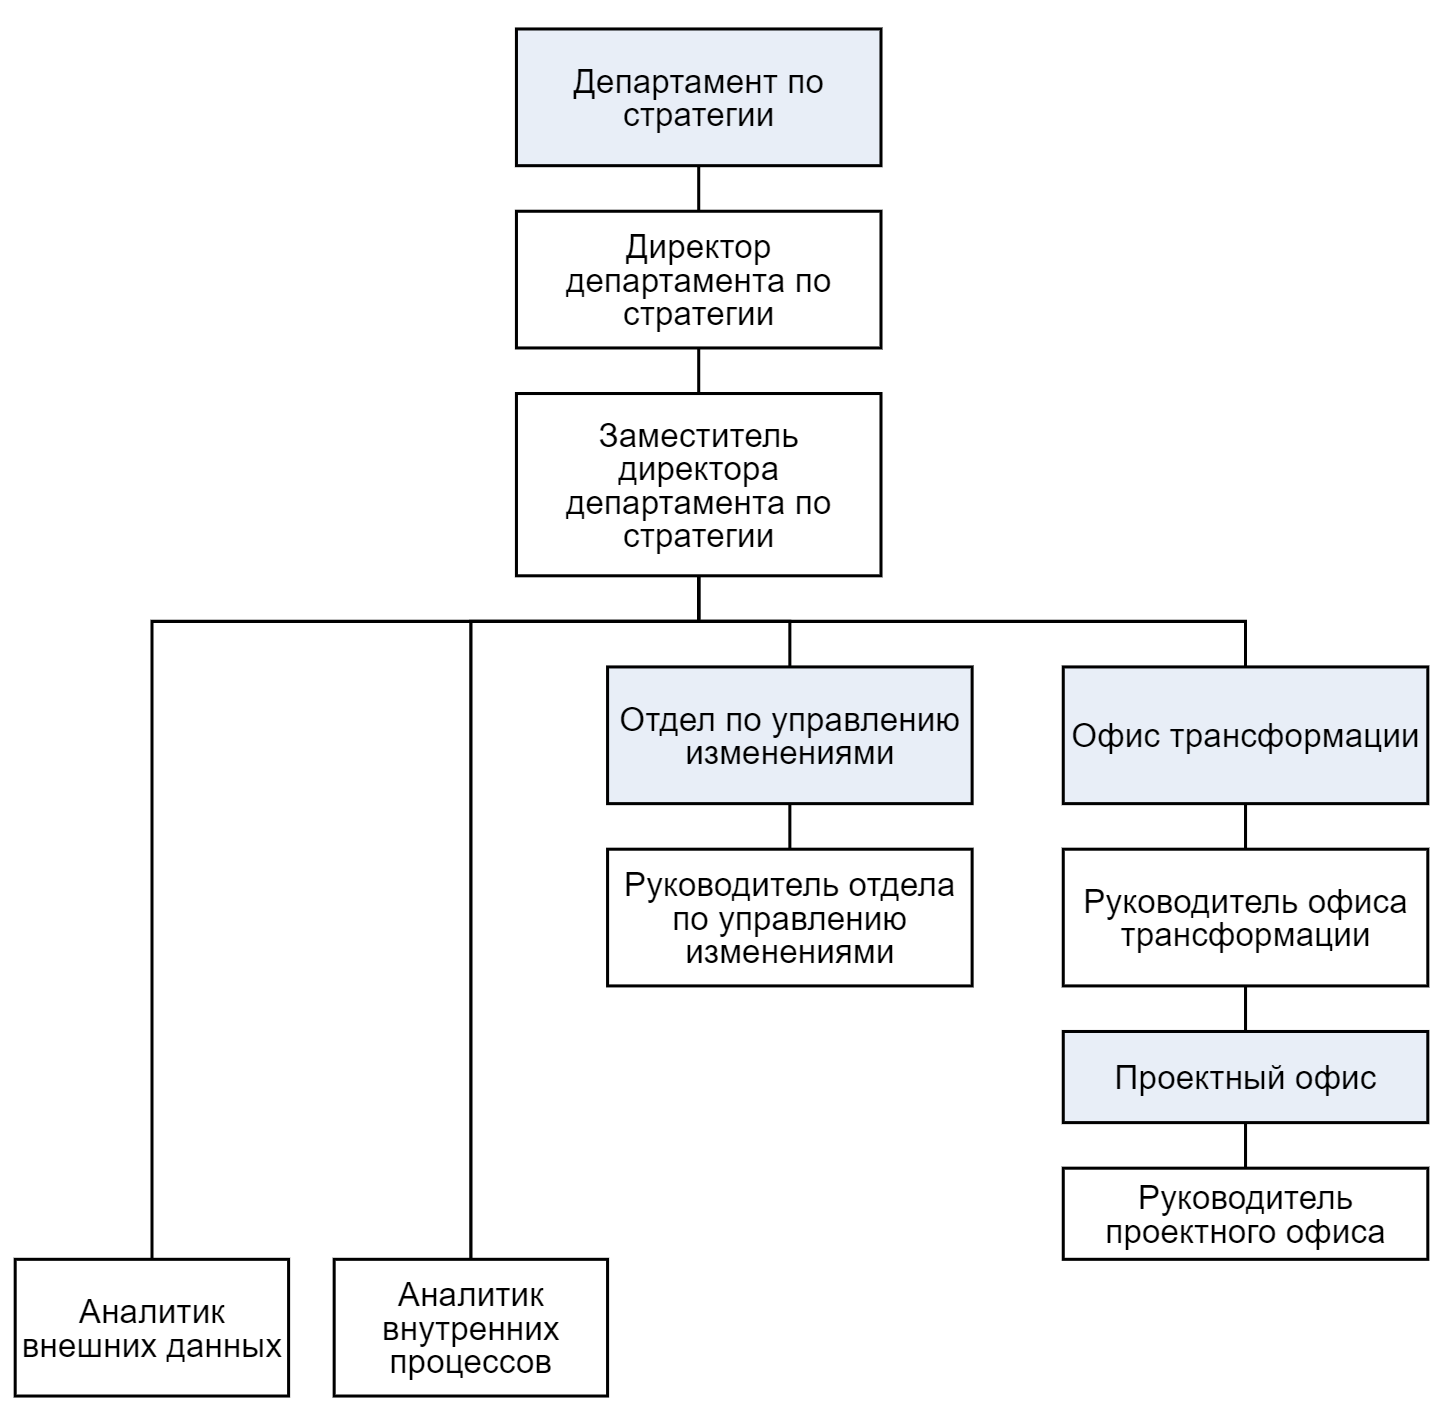 Департамент по
стратегии
Директор
департамента по
стратегии
Заместитель
директора
департамента по
стратегии
Отдел по управлению
изменениями
Офис трансформации
Руководитель отдела
по управлению
изменениями
Руководитель офиса
трансформации
Проектный офис
Руководитель
проектного офиса
Аналитик
внешних данных
Аналитик
внутренних
процессов